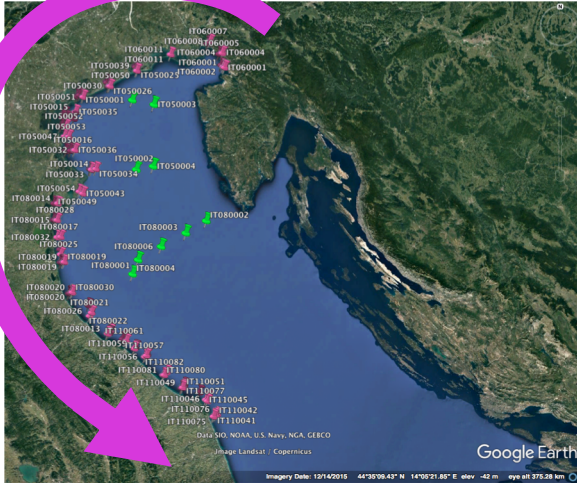 IT060007
IT060008 IT060005
IT060011 IT060004 IT060004
IT060011 IT060001 IT060001
IT050039 IT060002
IT050050 IT050025
IT050030 IT050026
IT050051 IT050001 IT050003
IT050015 IT050035
IT050052
IT050053
IT050047 IT050016
IT050032 IT050036
IT050014 IT050002 IT050004
IT050033 IT050034
IT050054 IT050043
IT080014 IT050049
IT080028
IT080015 IT080002
IT080017 IT080003
IT080032
IT080025 IT080006
IT080019 IT080019 IT080001
IT080019 IT080004
IT080020 IT080030
IT080020
IT080021
IT080026
IT080022
IT080013 IT110061
IT110059 IT110057
IT110056
IT110082
IT110081 IT110080
IT110049 IT110051
IT110077
IT110046 IT110045
IT110076 IT110042
IT110075 IT110041
Data SIO, NOAA, U.S. Navy, NGA, GEBCO
Image Landsat / Copernicus
Google Earth
Imagery Date: 12/14/2015 44°35'09.43" N 14°05'21.85" E elev -42 m eye alt 375.28 km